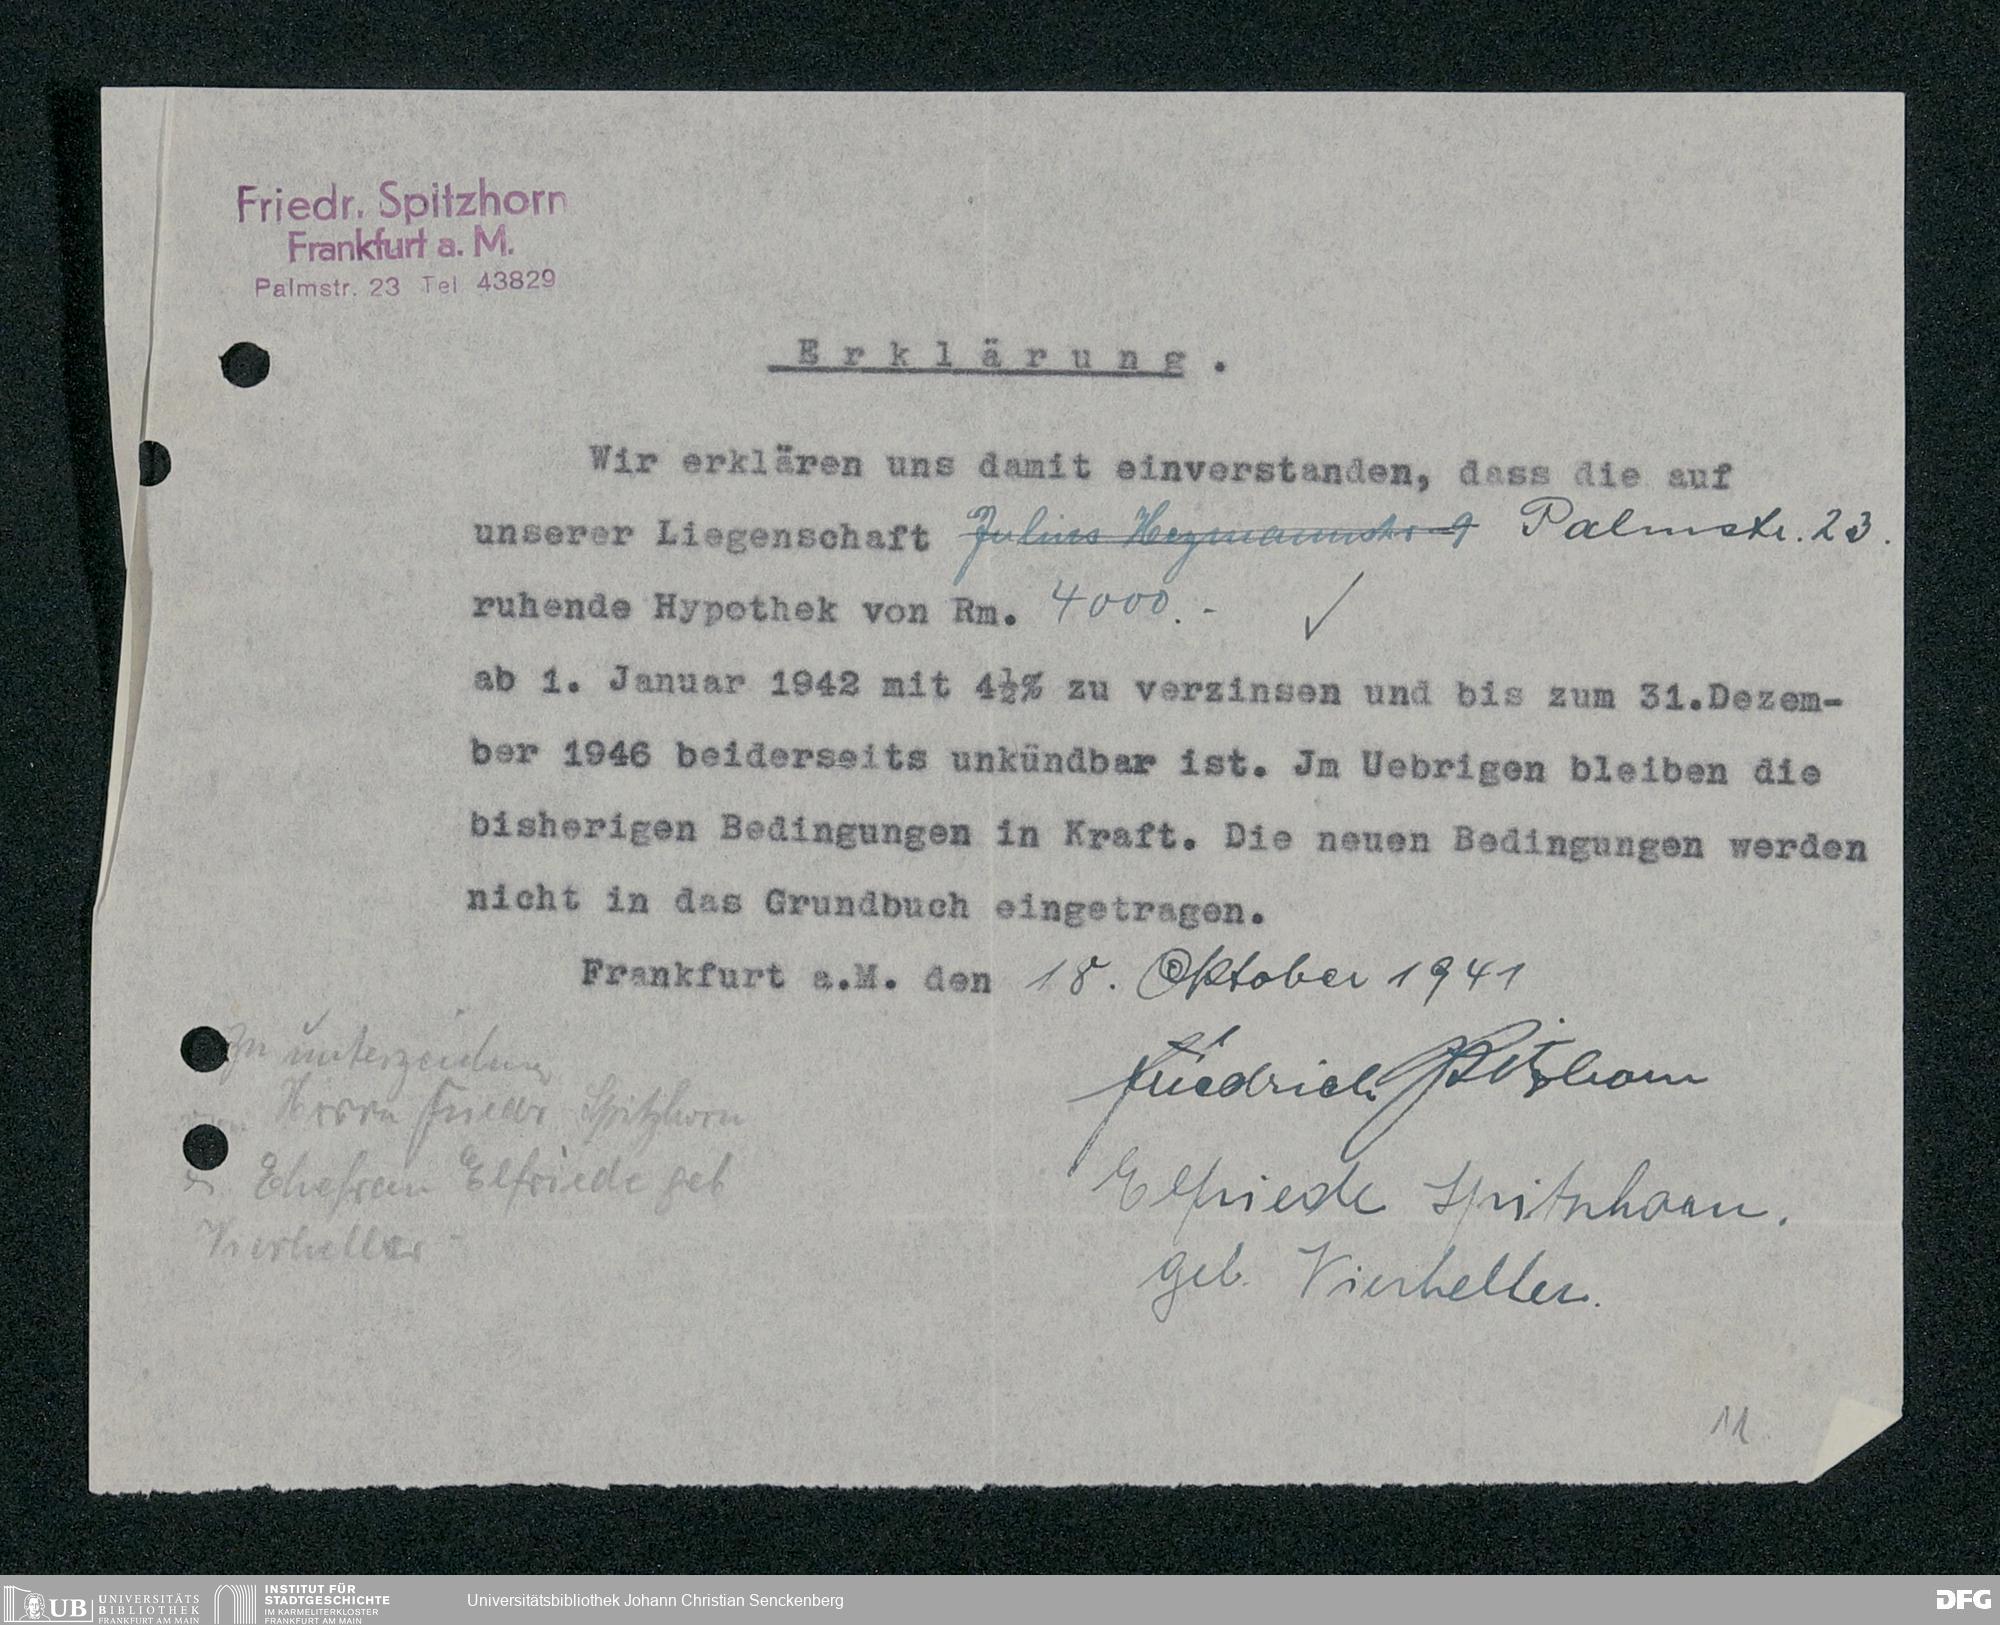 Friedr. Spitzhorn
Frankfurt a. M.
Palmstr. 23 Tel 43829
Erklärung.
Wir erklären uns damit einverstanden, dass die auf
unserer Liegenschaft Julius Heymannstr 9 Palmstr. 23.
ruhende Hypothek von Rm. 4000.-
ab 1. Januar 1942 mit 4½% zu verzinsen und bis zum 31.Dezem-
ber 1946 beiderseits unkündbar ist. Jm Uebrigen bleiben die
bisherigen Bedingungen in Kraft. Die neuen Bedingungen werden
nicht in das Grundbuch eingetragen.
Frankfurt a.M. den 18. Oktober 1941
Friedrich Spitzhorn
Elfriede Spitzhorn.
geb. Vierheller.
Zu unterzeichnen
Herrn Friedr Spitzhorn
Ehefrau Elfriede geb
Vierheller
11
UB UNIVERSITÄTS
BIBLIOTHEK
FRANKFURT AM MAIN
INSTITUT FÜR
STADTGESCHICHTE
IM KARMELITERKLOSTER
FRANKFURT AM MAIN
Universitätsbibliothek Johann Christian Senckenberg
DFG